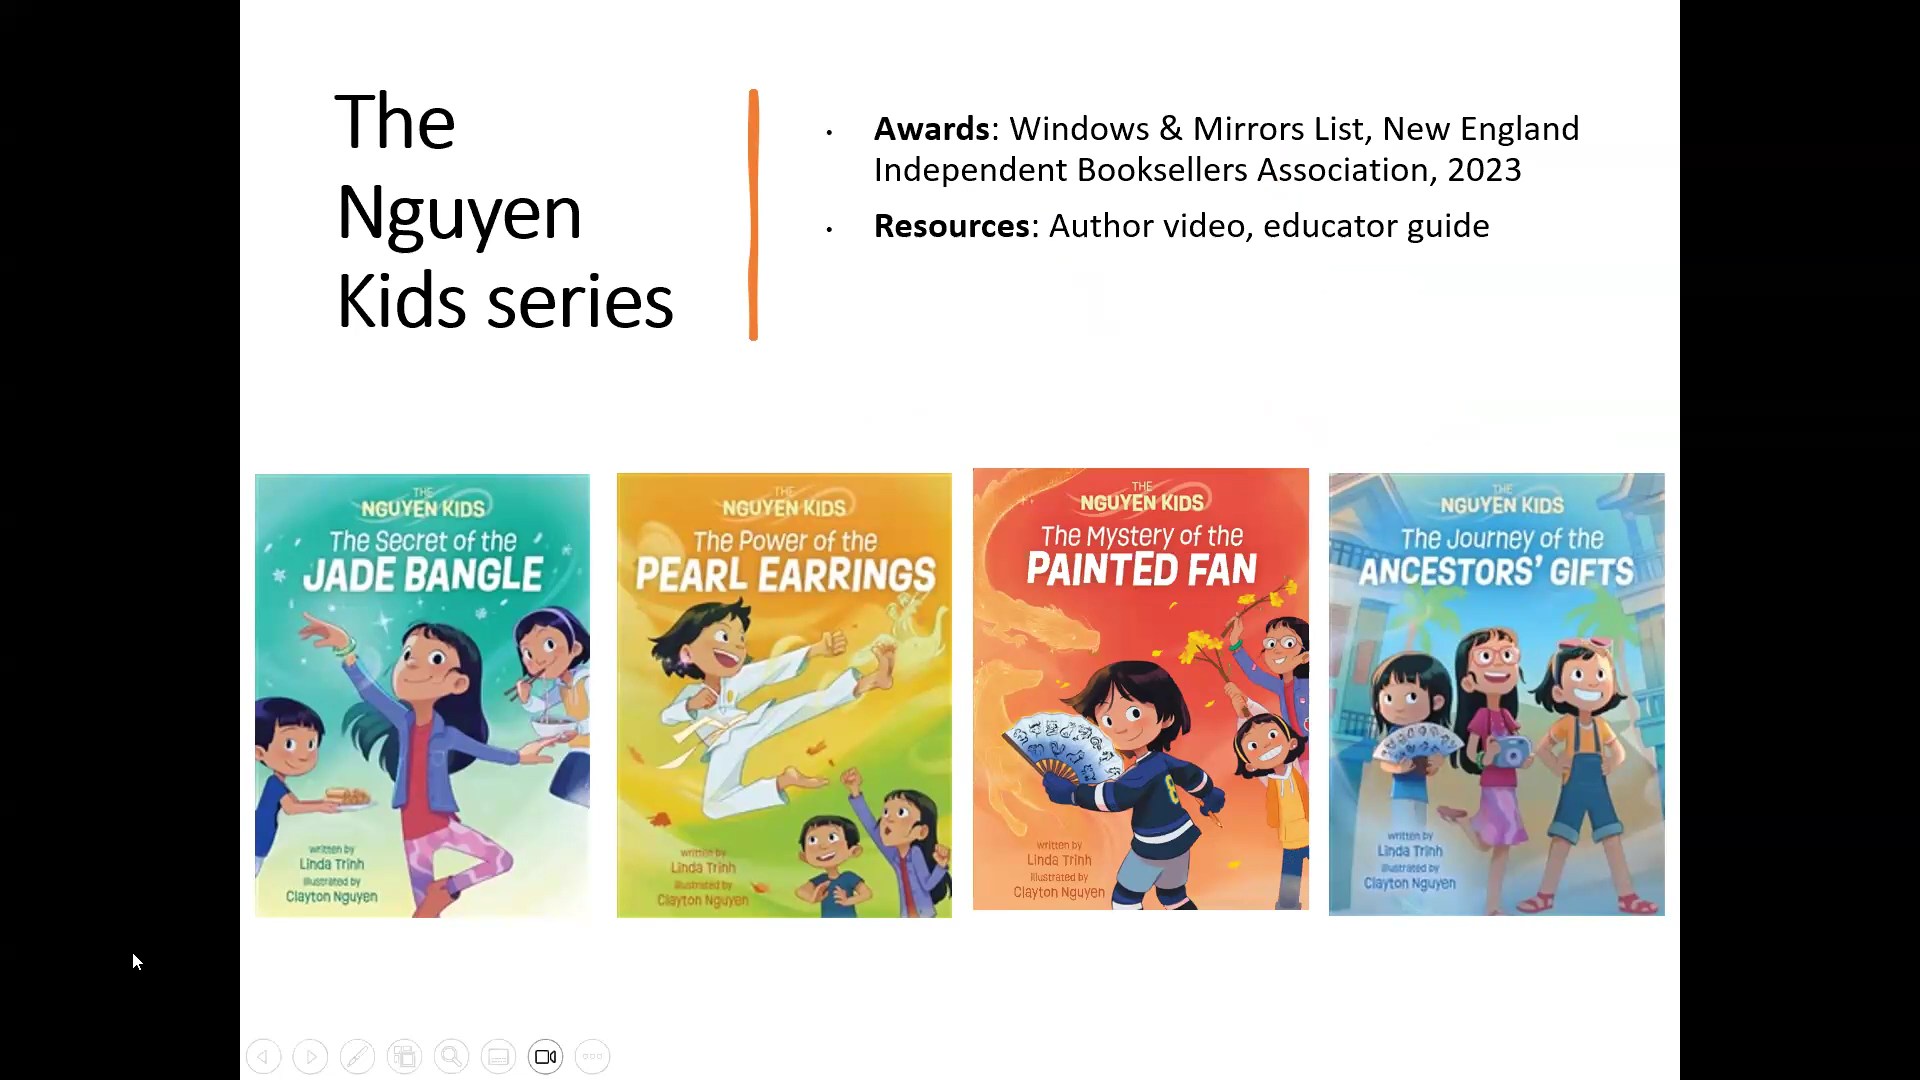 The
Nguyen
Kids series
• Awards: Windows & Mirrors List, New England
Independent Booksellers Association, 2023
• Resources: Author video, educator guide
THE
NGUYEN KIDS
The Secret of the
JADE BANGLE
written by
Linda Trinh
illustrated by
Clayton Nguyen
THE
NGUYEN KIDS
The Power of the
PEARL EARRINGS
written by
Linda Trinh
illustrated by
Clayton Nguyen
THE
NGUYEN KIDS
The Mystery of the
PAINTED FAN
8
written by
Linda Trinh
illustrated by
Clayton Nguyen
THE
NGUYEN KIDS
The Journey of the
ANCESTORS' GIFTS
written by
Linda Trinh
illustrated by
Clayton Nguyen